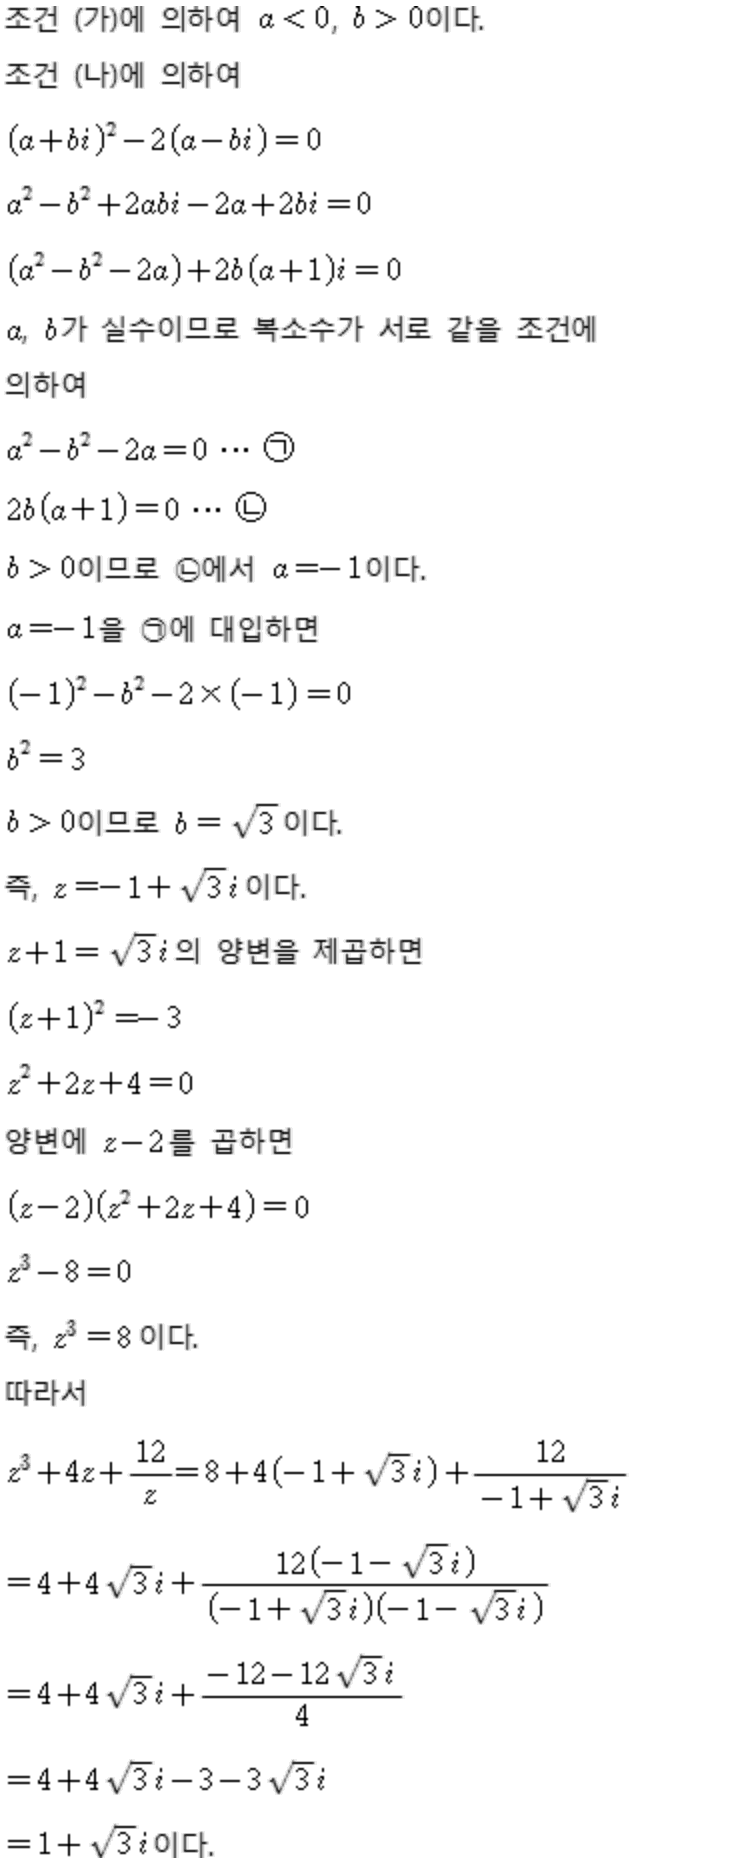 조건 (가)에 의하여 a < 0, b > 0이다.
조건 (나)에 의하여
(a+bi)² − 2(a−bi) = 0
a² − b² + 2abi − 2a + 2bi = 0
(a² − b² − 2a) + 2b(a+1)i = 0
a, b가 실수이므로 복소수가 서로 같을 조건에
의하여
a² − b² − 2a = 0 ⋯ ㉠
2b(a+1) = 0 ⋯ ㉡
b > 0이므로 ㉡에서 a = −1이다.
a = −1을 ㉠에 대입하면
(−1)² − b² − 2 × (−1) = 0
b² = 3
b > 0이므로 b = √3 이다.
즉, z = −1 + √3 i 이다.
z + 1 = √3 i 의 양변을 제곱하면
(z+1)² = −3
z² + 2z + 4 = 0
양변에 z − 2를 곱하면
(z−2)(z² + 2z + 4) = 0
z³ − 8 = 0
즉, z³ = 8 이다.
따라서
z³ + 4z + 12/z = 8 + 4(−1 + √3 i) + 12/(−1 + √3 i)
= 4 + 4√3 i + 12(−1 − √3 i)/((−1 + √3 i)(−1 − √3 i))
= 4 + 4√3 i + (−12 − 12√3 i)/4
= 4 + 4√3 i − 3 − 3√3 i
= 1 + √3 i 이다.